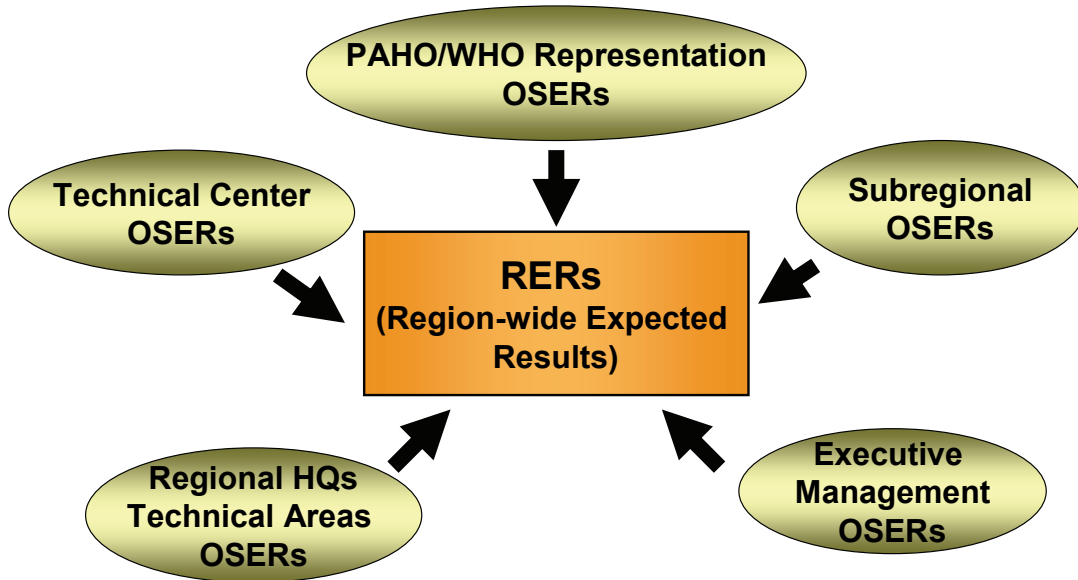 PAHO/WHO Representation
OSERs
Technical Center
OSERs
Subregional
OSERs
RERs
(Region-wide Expected
Results)
Regional HQs
Technical Areas
OSERs
Executive
Management
OSERs